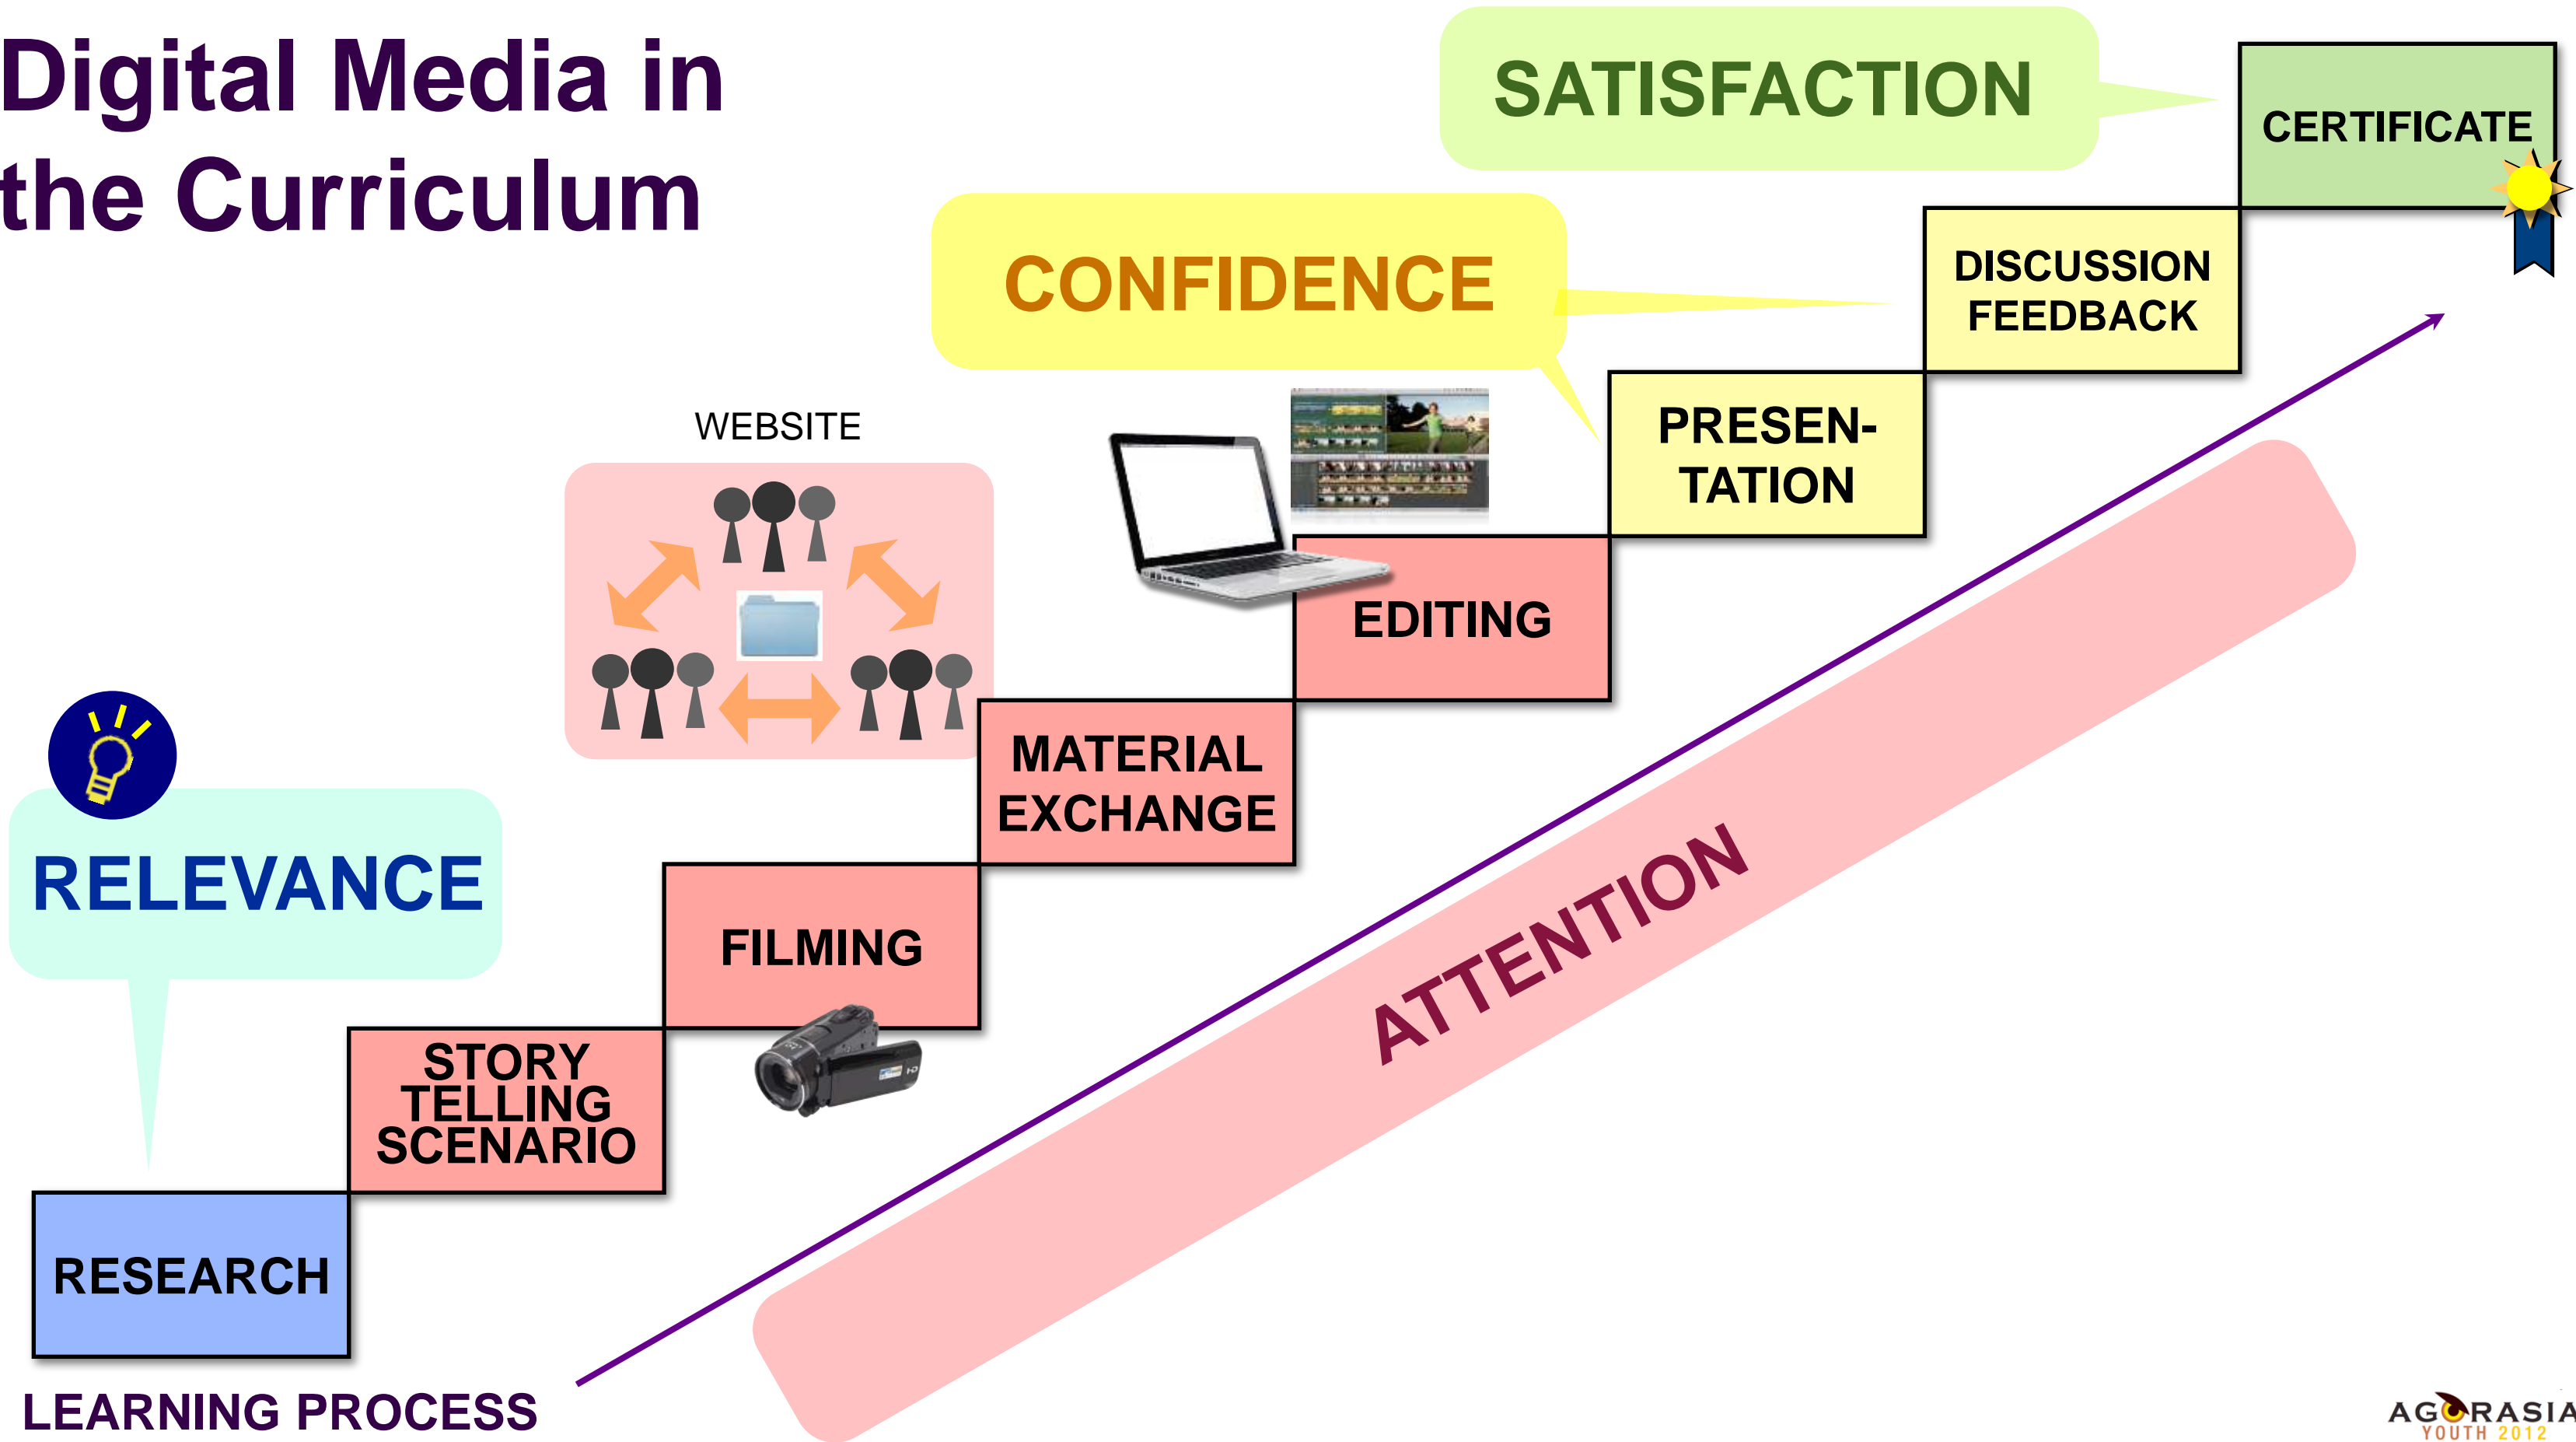 Digital Media in
the Curriculum
SATISFACTION
CERTIFICATE
CONFIDENCE
DISCUSSION
FEEDBACK
WEBSITE
PRESEN-
TATION
EDITING
MATERIAL
EXCHANGE
RELEVANCE
FILMING
ATTENTION
STORY
TELLING
SCENARIO
RESEARCH
LEARNING PROCESS
AGORASIA
YOUTH 2012